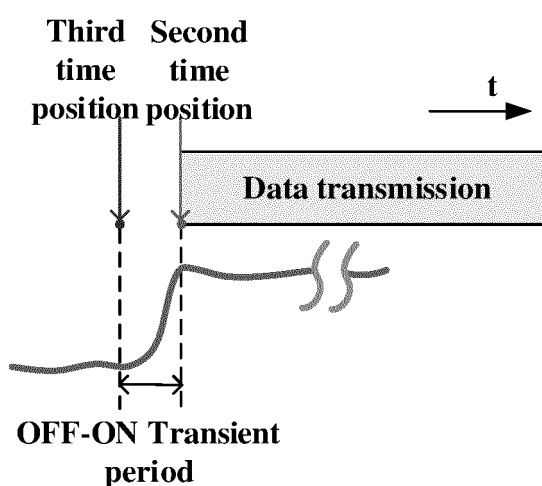 Third Second
time time
position position
t
Data transmission
OFF-ON Transient
period